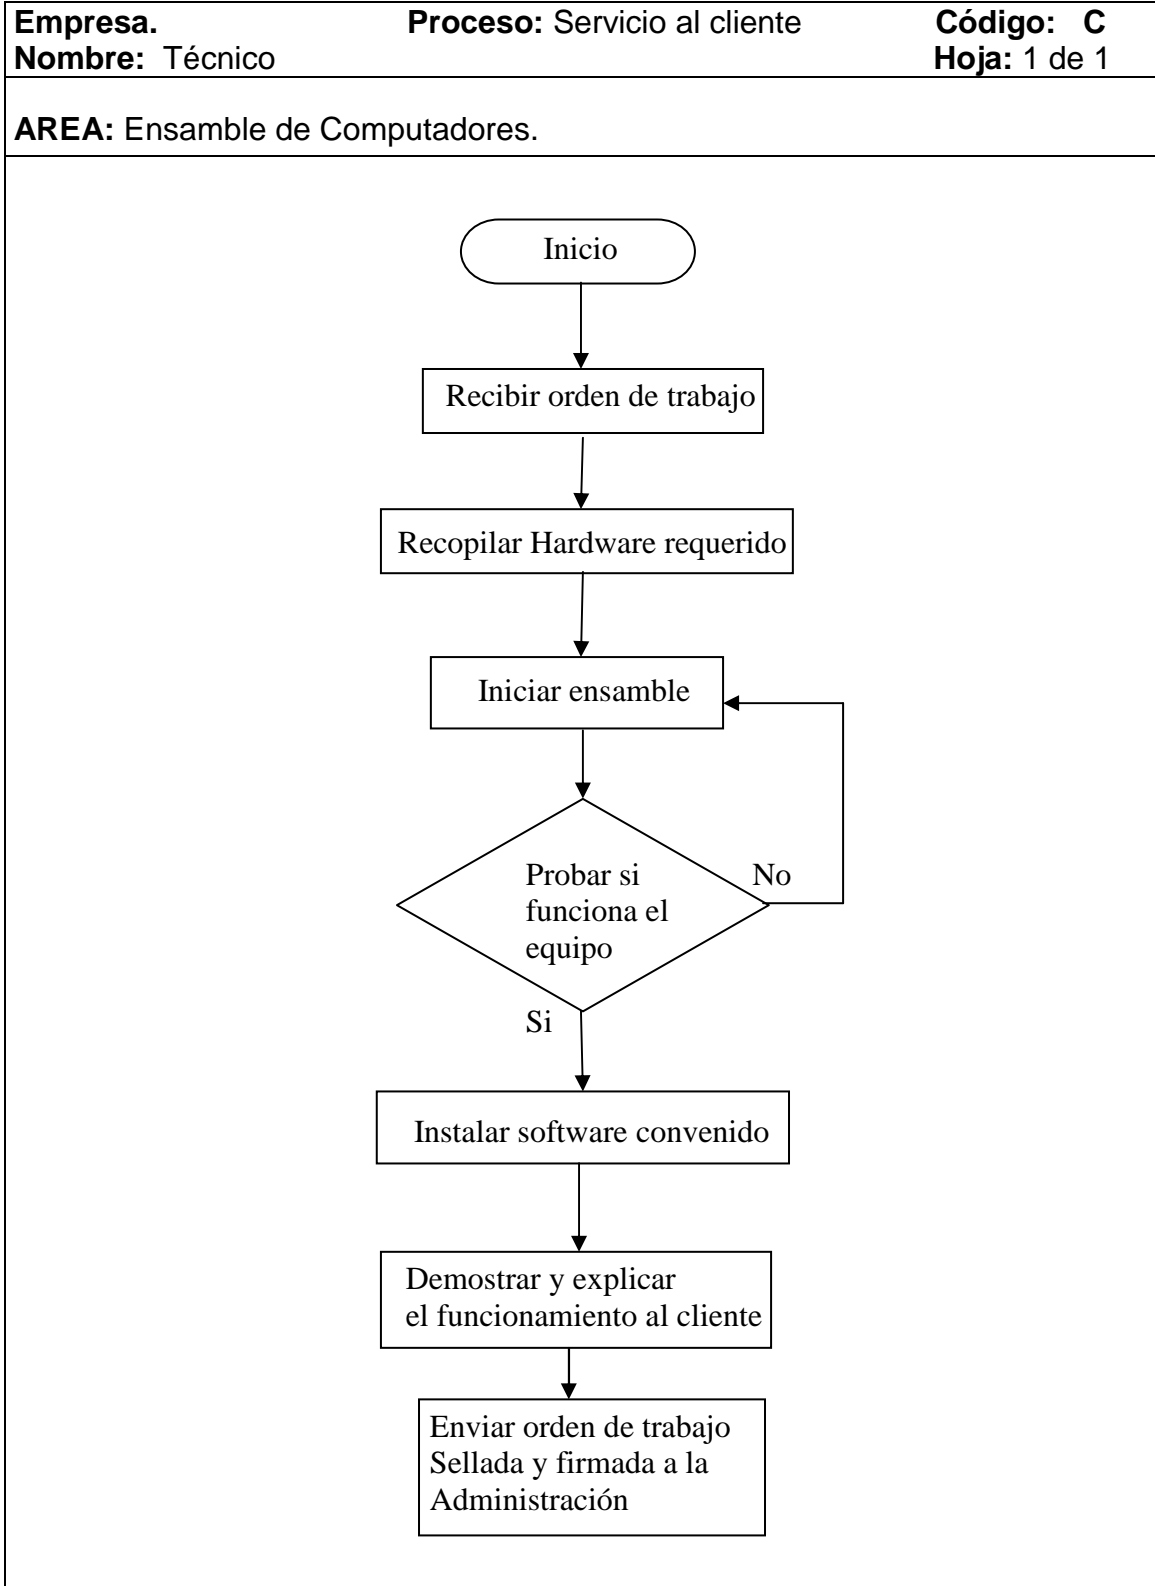 Empresa. Proceso: Servicio al cliente Código: C
Nombre: Técnico Hoja: 1 de 1
AREA: Ensamble de Computadores.
Inicio
Recibir orden de trabajo
Recopilar Hardware requerido
Iniciar ensamble
Probar si
funciona el
equipo
No
Si
Instalar software convenido
Demostrar y explicar
el funcionamiento al cliente
Enviar orden de trabajo
Sellada y firmada a la
Administración